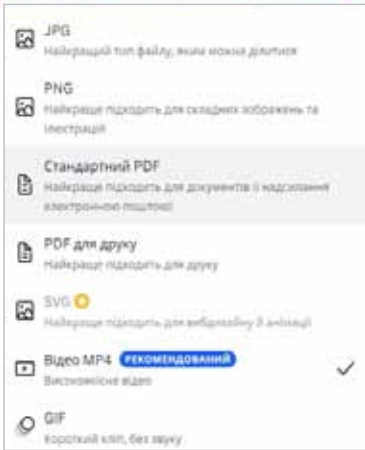 JPG
Найкращий тип файлу, яким можна ділитися
PNG
Найкраще підходить для складних зображень та
ілюстрацій
Стандартний PDF
Найкраще підходить для документів (і надсилання
електронною поштою)
PDF для друку
Найкраще підходить для друку
SVG
Найкраще підходить для вебдизайну й анімації
Відео MP4 РЕКОМЕНДОВАНИЙ
Високоякісне відео
GIF
Короткий кліп, без звуку